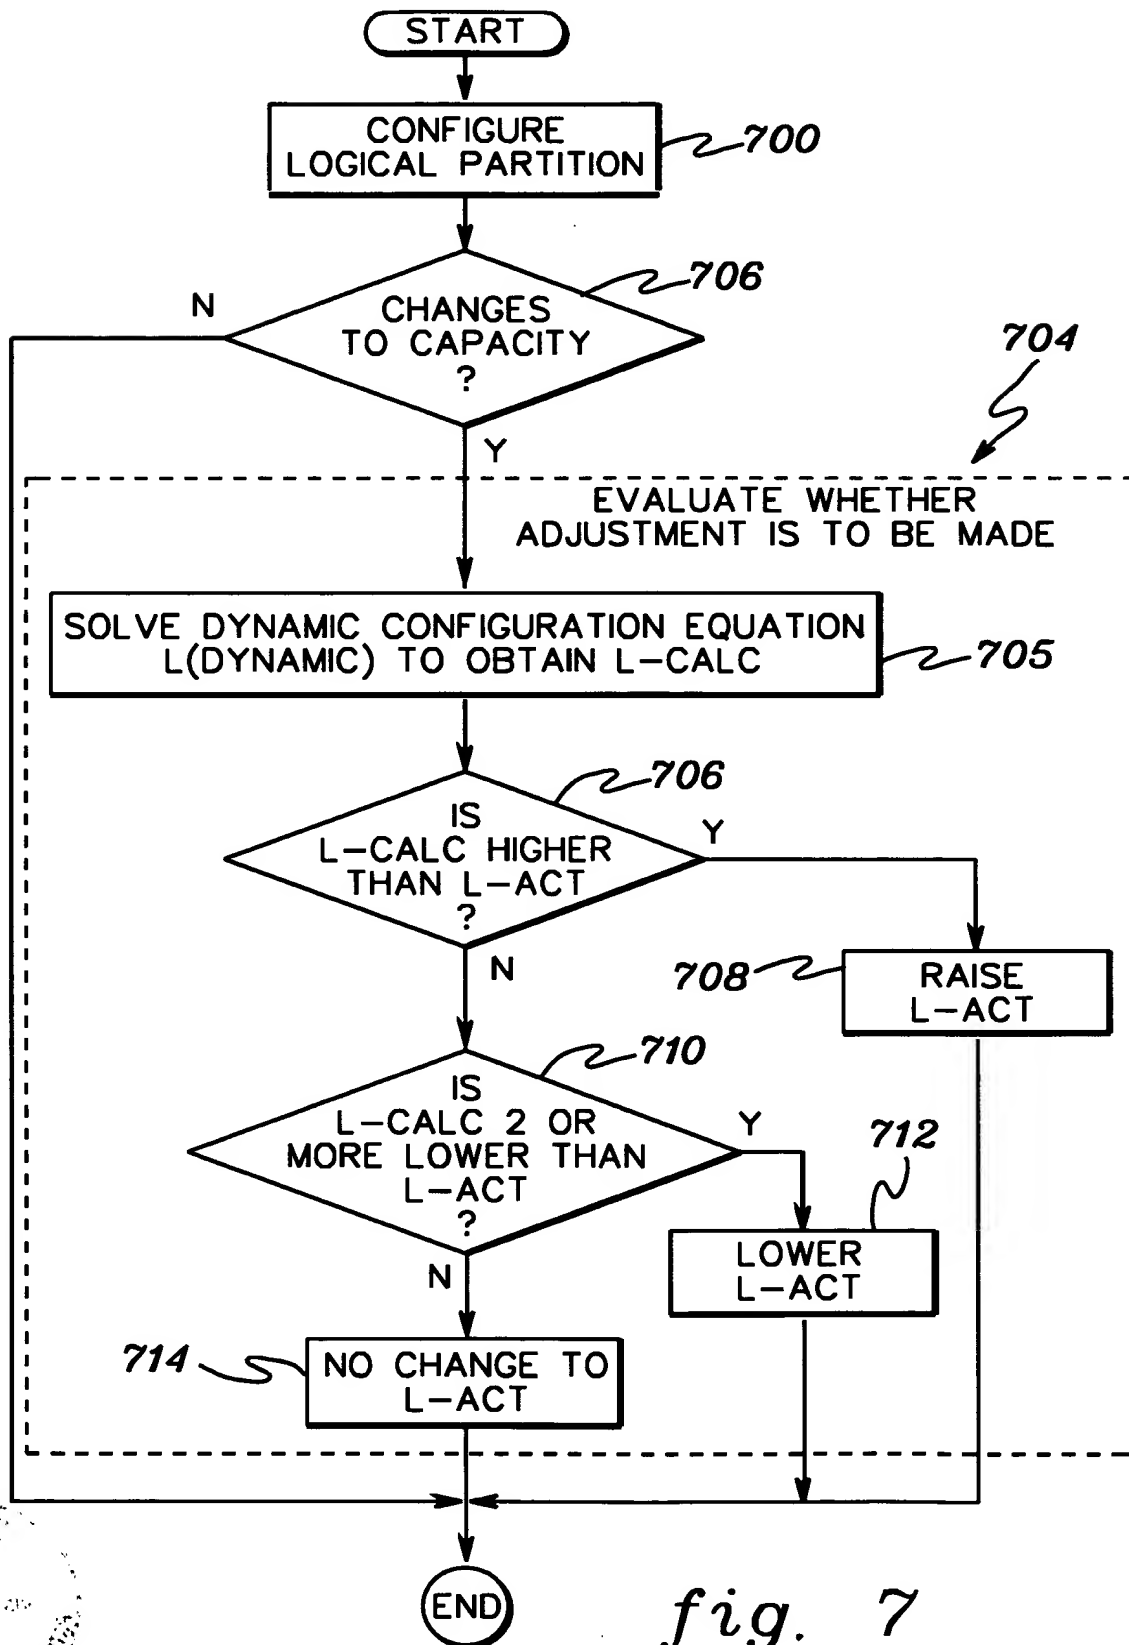 START
CONFIGURE
LOGICAL PARTITION
700
706
N
CHANGES
TO CAPACITY
?
704
Y
EVALUATE WHETHER
ADJUSTMENT IS TO BE MADE
SOLVE DYNAMIC CONFIGURATION EQUATION
L(DYNAMIC) TO OBTAIN L-CALC
705
706
IS
L-CALC HIGHER
THAN L-ACT
?
Y
N
708
RAISE
L-ACT
710
IS
L-CALC 2 OR
MORE LOWER THAN
L-ACT
?
Y
712
N
LOWER
L-ACT
714
NO CHANGE TO
L-ACT
END
fig. 7